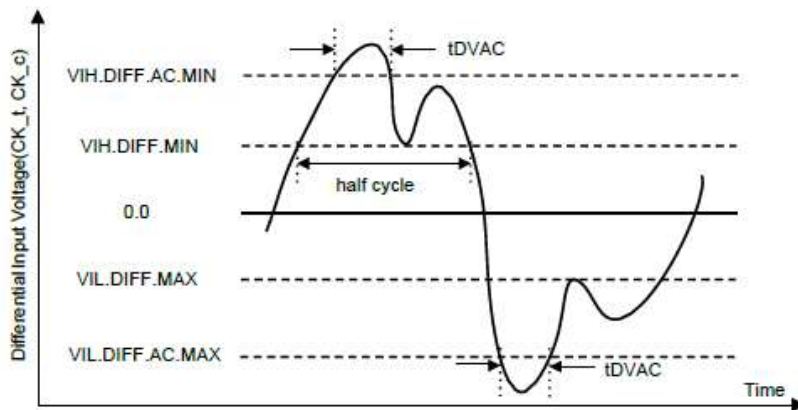 Differential Input Voltage(CK_t, CK_c)
tDVAC
VIH.DIFF.AC.MIN
VIH.DIFF.MIN
half cycle
0.0
VIL.DIFF.MAX
VIL.DIFF.AC.MAX
tDVAC
Time